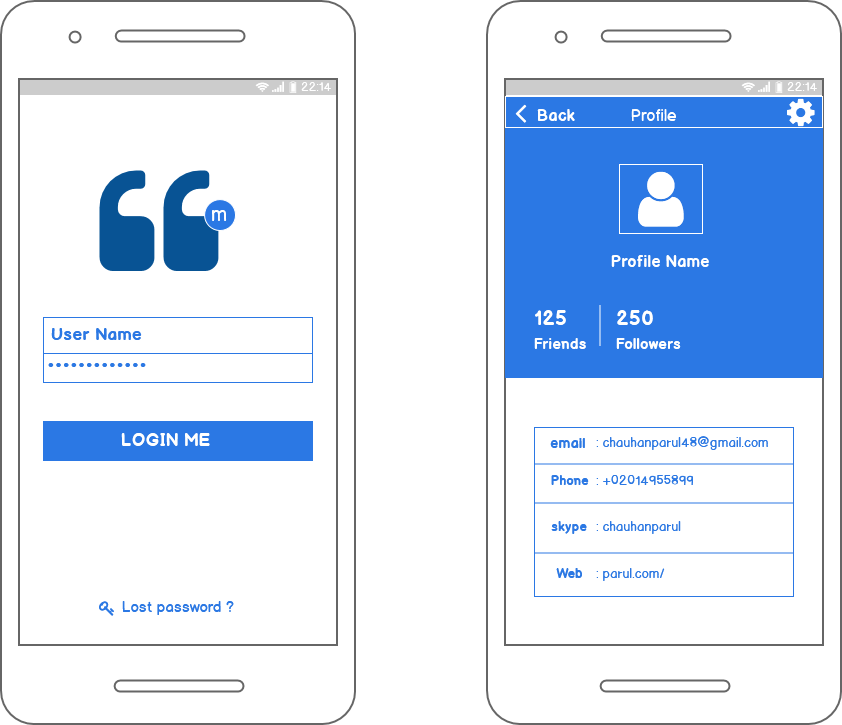 22:14
m
User Name
•••••••••••••
LOGIN ME
Lost password ?
22:14
Back Profile
Profile Name
125 250
Friends Followers
email : chauhanparul48@gmail.com
Phone : +02014955899
skype : chauhanparul
Web : parul.com/